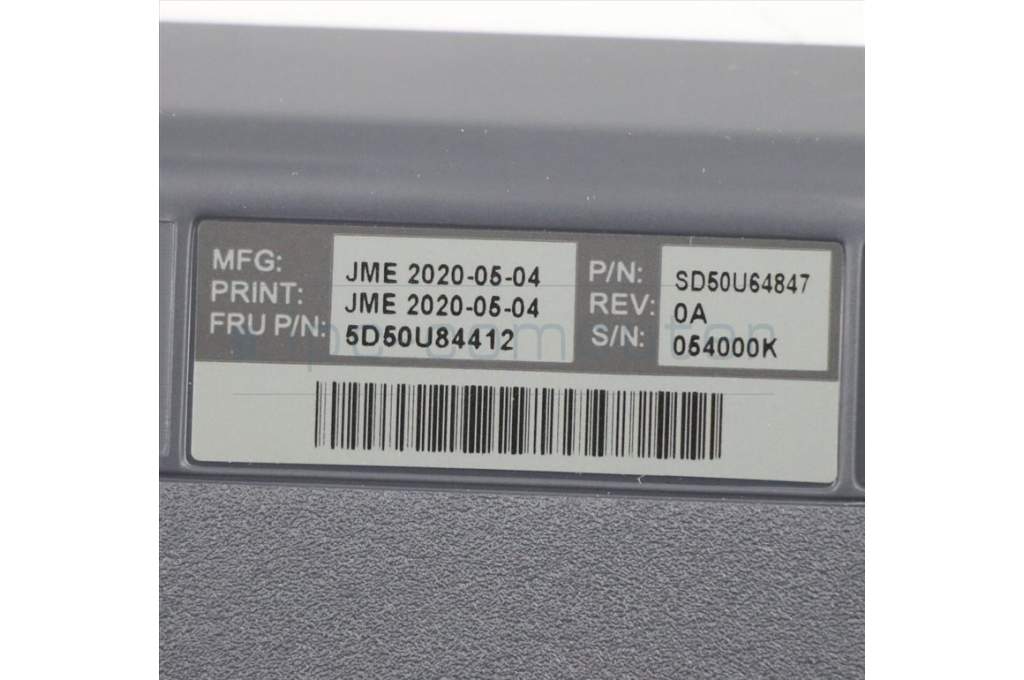 MFG: JME 2020-05-04 P/N: SD50U64847
PRINT: JME 2020-05-04 REV: 0A
FRU P/N: 5D50U84412 S/N: 054000K